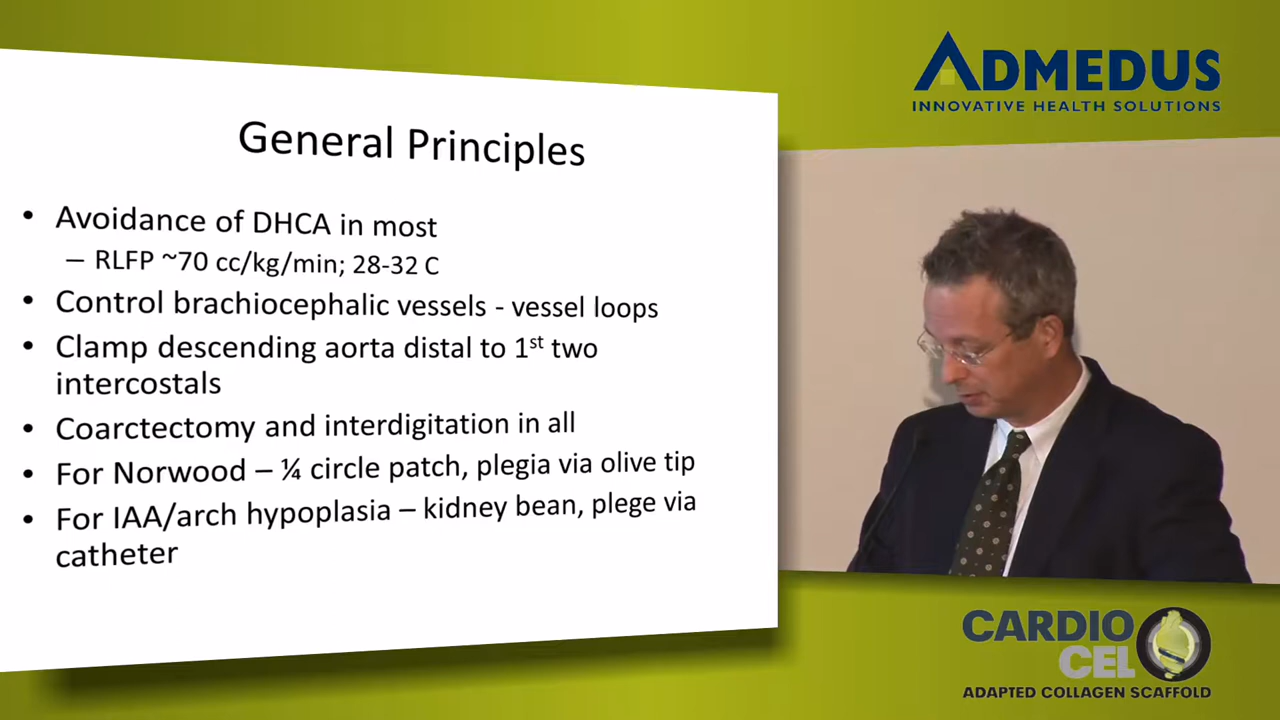 General Principles
• Avoidance of DHCA in most
– RLFP ~70 cc/kg/min; 28-32 C
• Control brachiocephalic vessels - vessel loops
• Clamp descending aorta distal to 1st two
intercostals
• Coarctectomy and interdigitation in all
• For Norwood – ¼ circle patch, plegia via olive tip
• For IAA/arch hypoplasia – kidney bean, plege via
catheter
ADMEDUS
INNOVATIVE HEALTH SOLUTIONS
CARDIO
CEL
ADAPTED COLLAGEN SCAFFOLD